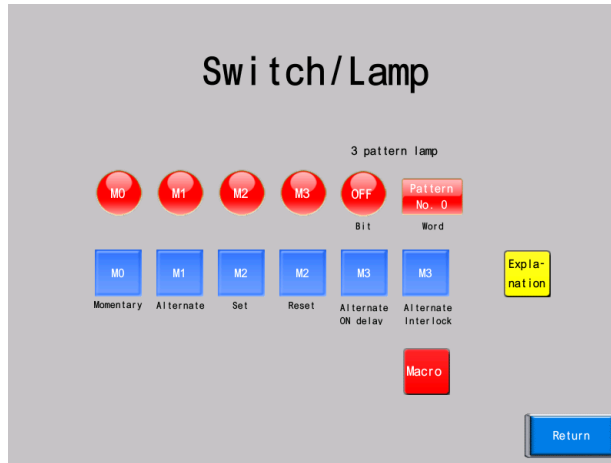 Switch/Lamp
3 pattern lamp
M0 M1 M2 M3 OFF Pattern
No. 0
Bit Word
M0 M1 M2 M2 M3 M3
Expla-
nation
Momentary Alternate Set Reset Alternate Alternate
ON delay Interlock
Macro
Return